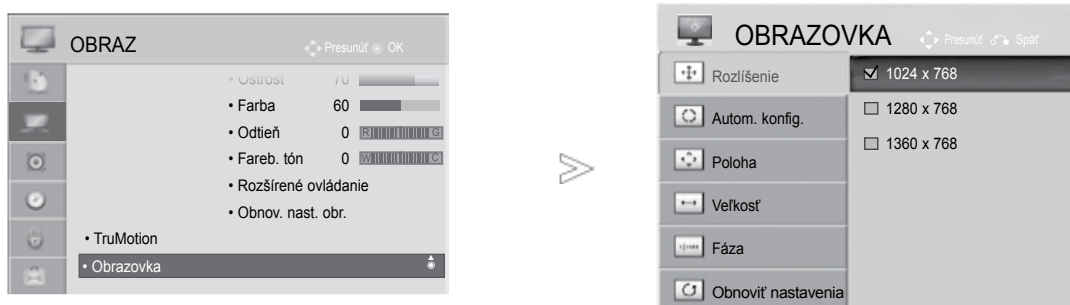 OBRAZ
Presunúť OK
• Ostrosť 70
• Farba 60
• Odtieň 0 R G
• Fareb. tón 0 W C
• Rozšírené ovládanie
• Obnov. nast. obr.
• TruMotion
• Obrazovka
OBRAZOVKA
Presunúť Späť
Rozlíšenie
Autom. konfig.
Poloha
Veľkosť
Fáza
Obnoviť nastavenia
1024 x 768
1280 x 768
1360 x 768